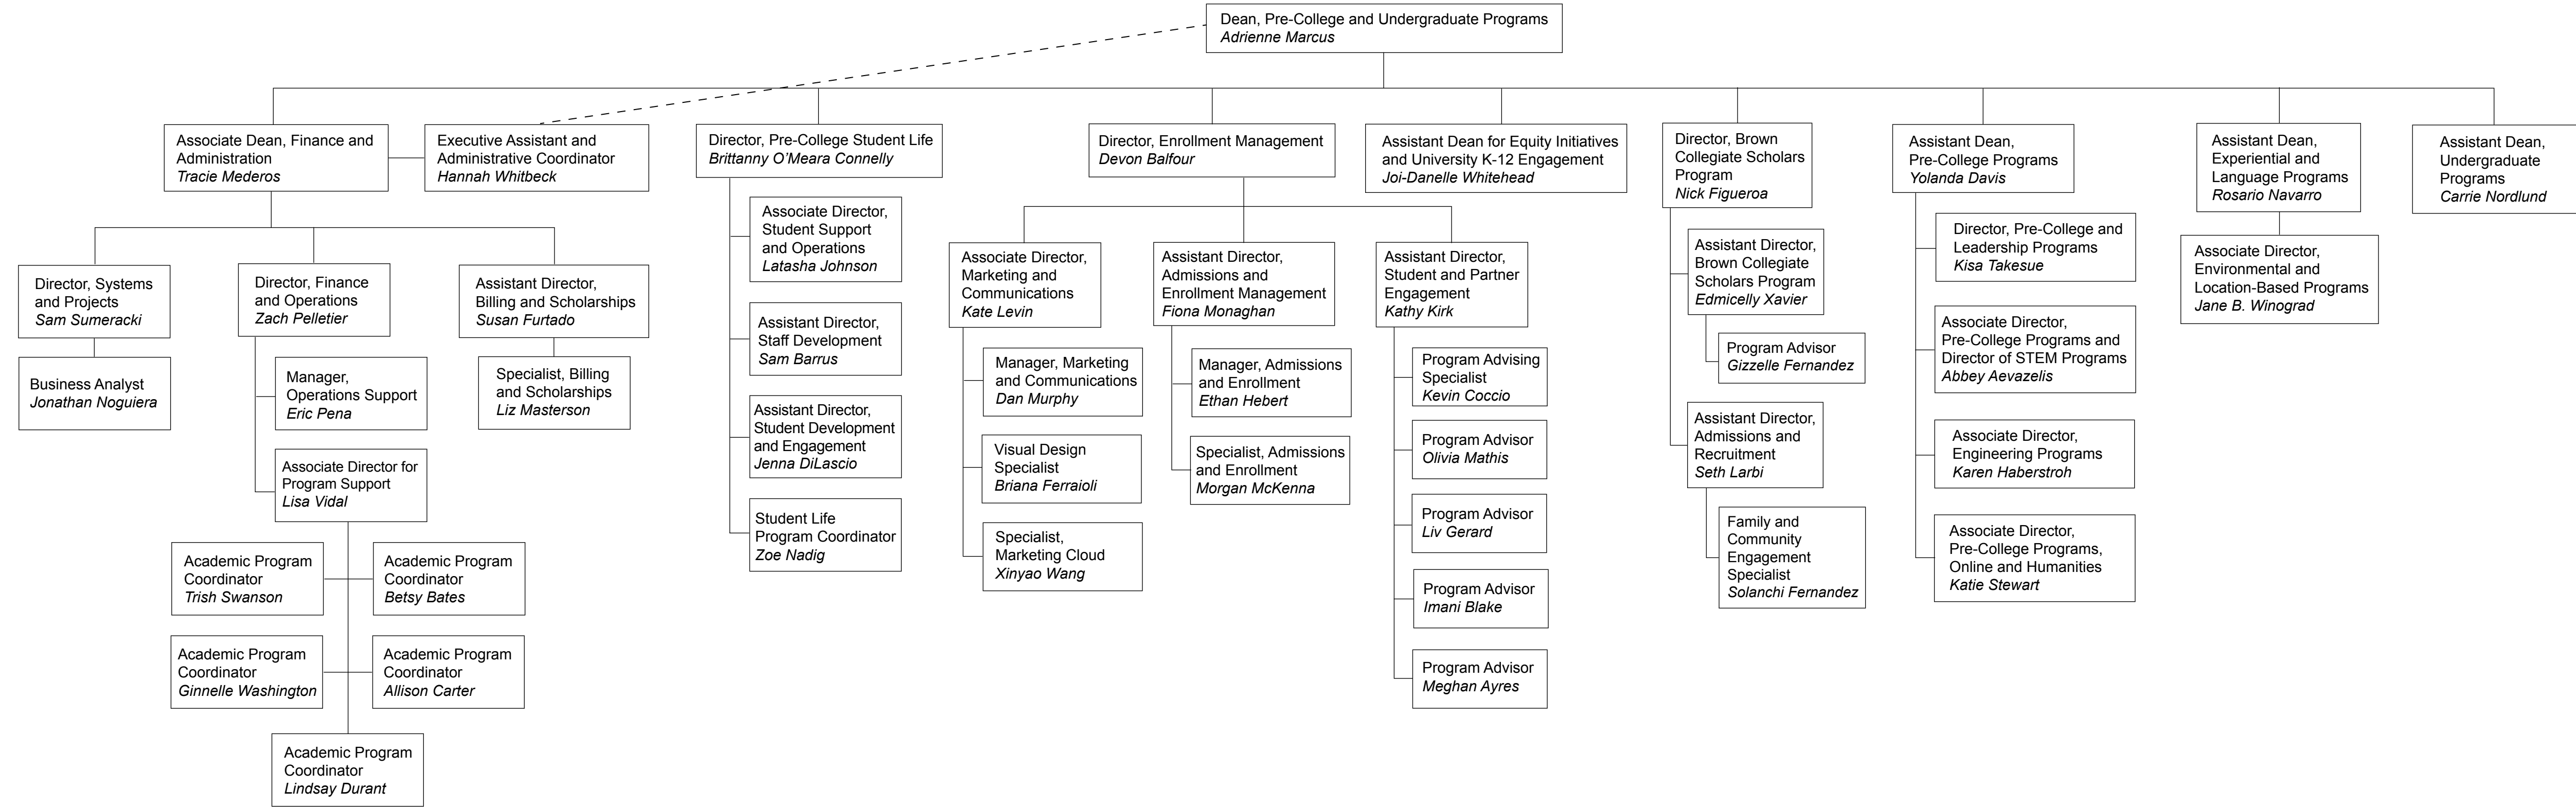 Dean, Pre-College and Undergraduate Programs
Adrienne Marcus
Associate Dean, Finance and
Administration
Tracie Mederos
Executive Assistant and
Administrative Coordinator
Hannah Whitbeck
Director, Pre-College Student Life
Brittanny O’Meara Connelly
Director, Enrollment Management
Devon Balfour
Assistant Dean for Equity Initiatives
and University K-12 Engagement
Joi-Danelle Whitehead
Director, Brown
Collegiate Scholars
Program
Nick Figueroa
Assistant Dean,
Pre-College Programs
Yolanda Davis
Assistant Dean,
Experiential and
Language Programs
Rosario Navarro
Assistant Dean,
Undergraduate
Programs
Carrie Nordlund
Director, Systems
and Projects
Sam Sumeracki
Business Analyst
Jonathan Noguiera
Director, Finance
and Operations
Zach Pelletier
Manager,
Operations Support
Eric Pena
Associate Director for
Program Support
Lisa Vidal
Academic Program
Coordinator
Trish Swanson
Academic Program
Coordinator
Betsy Bates
Academic Program
Coordinator
Ginnelle Washington
Academic Program
Coordinator
Allison Carter
Academic Program
Coordinator
Lindsay Durant
Assistant Director,
Billing and Scholarships
Susan Furtado
Specialist, Billing
and Scholarships
Liz Masterson
Associate Director,
Student Support
and Operations
Latasha Johnson
Assistant Director,
Staff Development
Sam Barrus
Assistant Director,
Student Development
and Engagement
Jenna DiLascio
Student Life
Program Coordinator
Zoe Nadig
Associate Director,
Marketing and
Communications
Kate Levin
Manager, Marketing
and Communications
Dan Murphy
Visual Design
Specialist
Briana Ferraioli
Specialist,
Marketing Cloud
Xinyao Wang
Assistant Director,
Admissions and
Enrollment Management
Fiona Monaghan
Manager, Admissions
and Enrollment
Ethan Hebert
Specialist, Admissions
and Enrollment
Morgan McKenna
Assistant Director,
Student and Partner
Engagement
Kathy Kirk
Program Advising
Specialist
Kevin Coccio
Program Advisor
Olivia Mathis
Program Advisor
Liv Gerard
Program Advisor
Imani Blake
Program Advisor
Meghan Ayres
Assistant Director,
Brown Collegiate
Scholars Program
Edmicelly Xavier
Program Advisor
Gizzelle Fernandez
Assistant Director,
Admissions and
Recruitment
Seth Larbi
Family and
Community
Engagement
Specialist
Solanchi Fernandez
Director, Pre-College and
Leadership Programs
Kisa Takesue
Associate Director,
Pre-College Programs and
Director of STEM Programs
Abbey Aevazelis
Associate Director,
Engineering Programs
Karen Haberstroh
Associate Director,
Pre-College Programs,
Online and Humanities
Katie Stewart
Associate Director,
Environmental and
Location-Based Programs
Jane B. Winograd